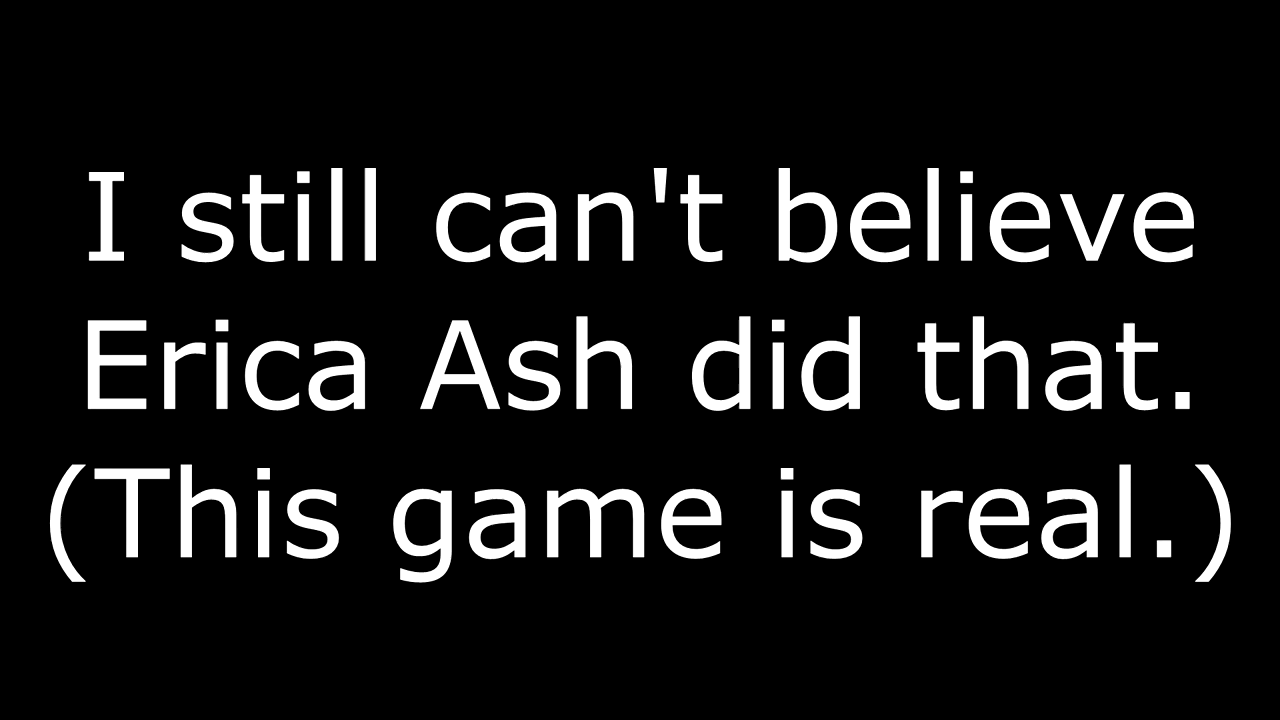 I still can't believe
Erica Ash did that.
(This game is real.)